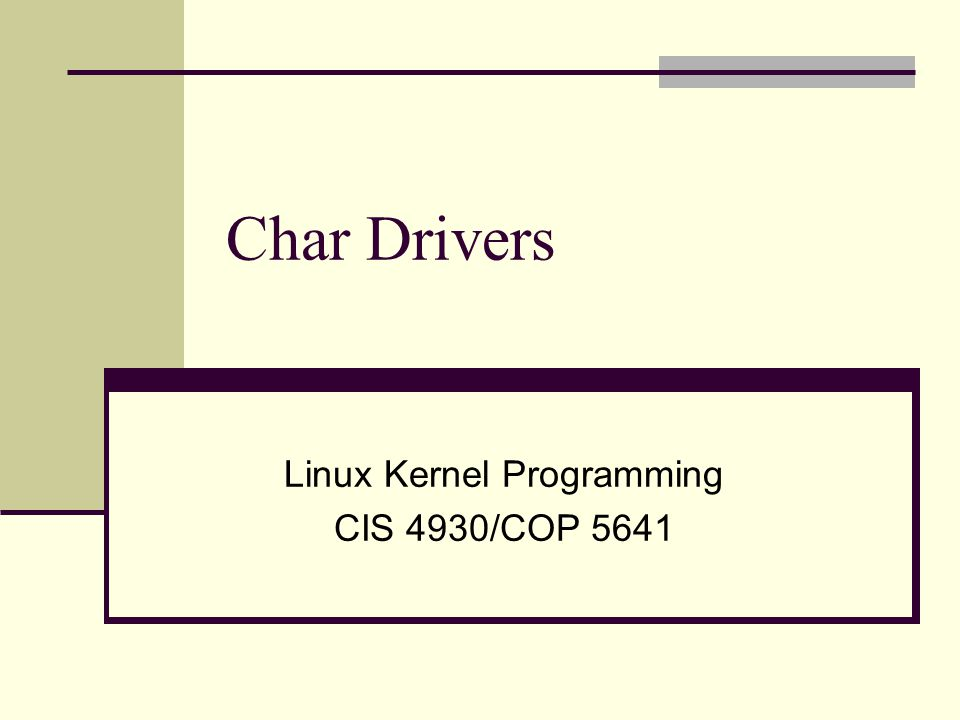 Char Drivers
Linux Kernel Programming
CIS 4930/COP 5641